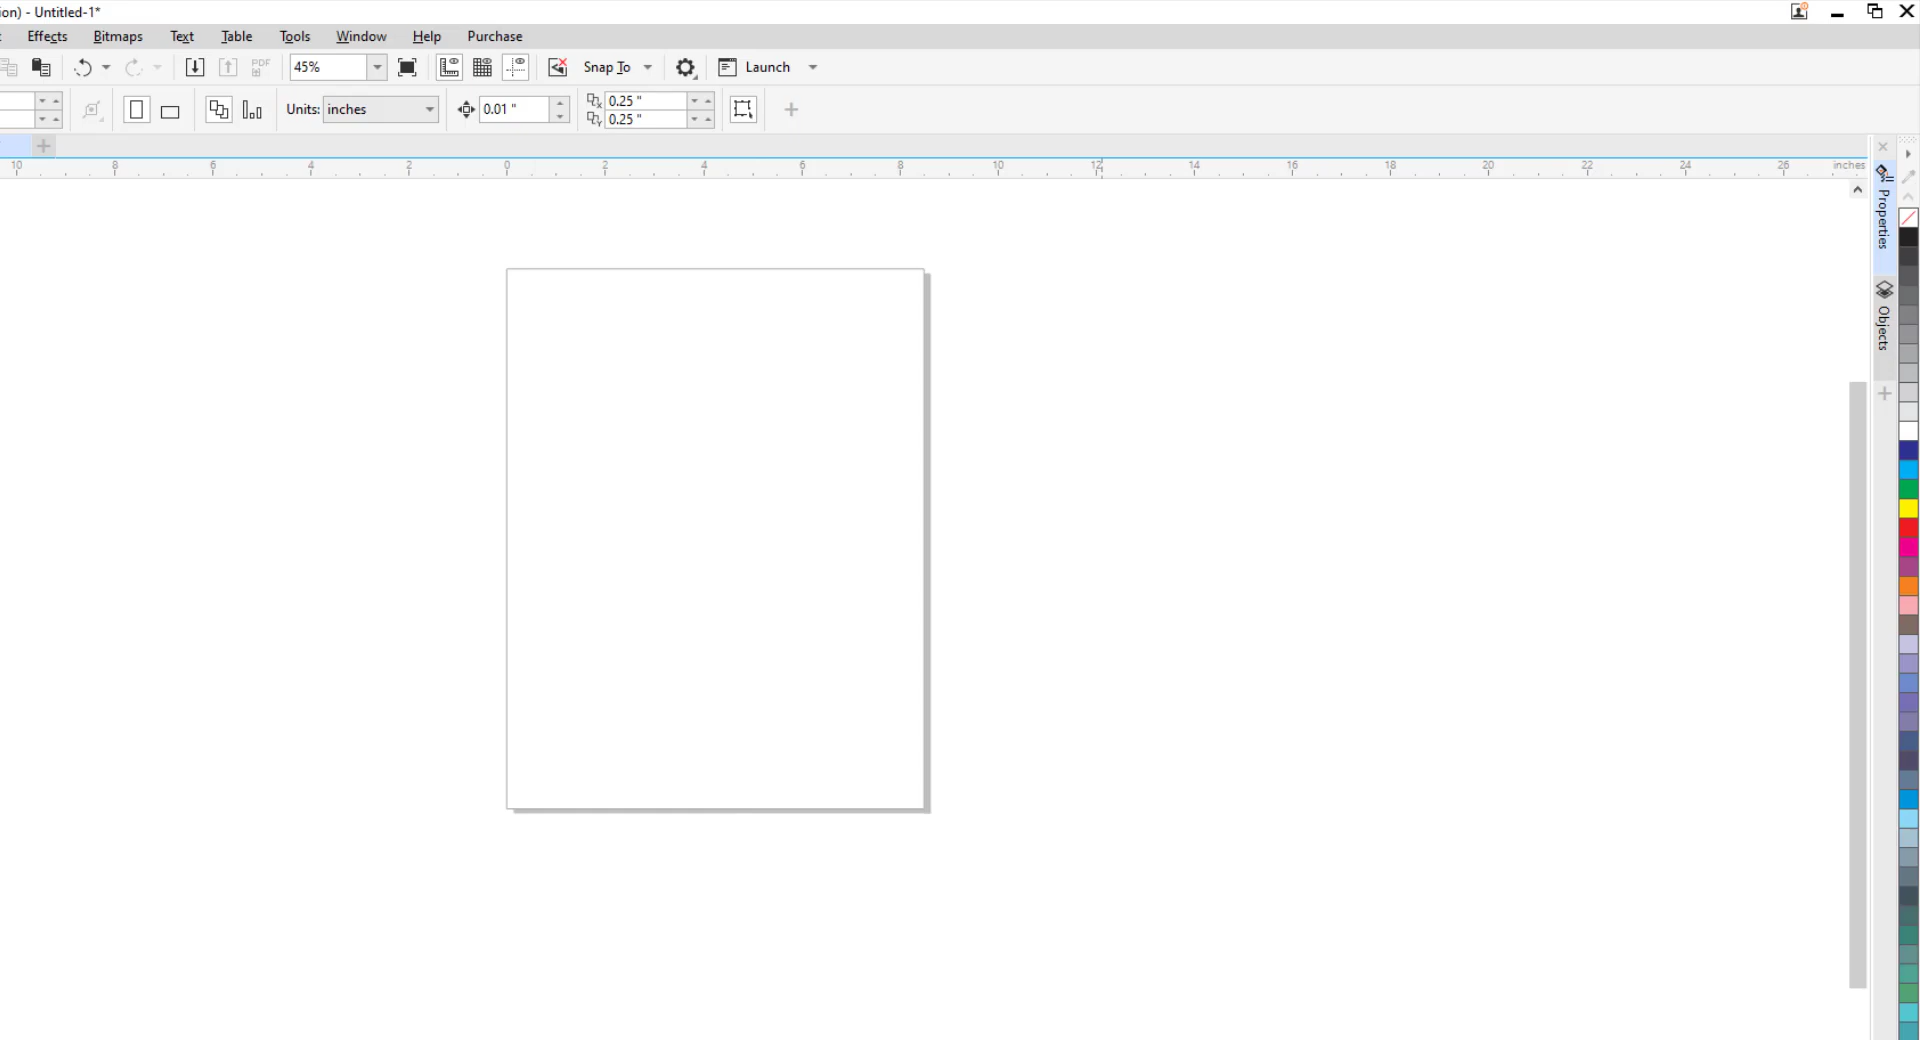 ion) - Untitled-1*
Effects Bitmaps Text Table Tools Window Help Purchase
PDF 45% Snap To Launch
Units: inches 0.01 " 0.25 "
0.25 "
10 8 6 4 2 0 2 4 6 8 10 12 14 16 18 20 22 24 26 inches
Properties
Objects